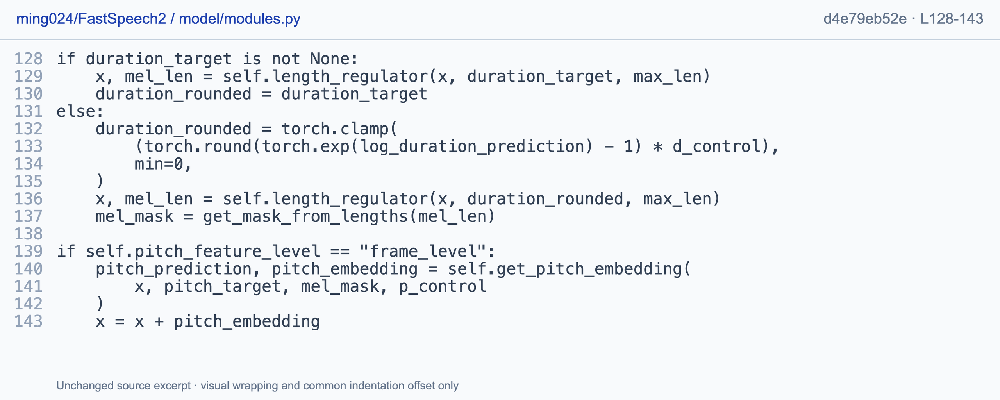 ming024/FastSpeech2 / model/modules.py
d4e79eb52e · L128-143
128 if duration_target is not None:
129     x, mel_len = self.length_regulator(x, duration_target, max_len)
130     duration_rounded = duration_target
131 else:
132     duration_rounded = torch.clamp(
133         (torch.round(torch.exp(log_duration_prediction) - 1) * d_control),
134         min=0,
135     )
136     x, mel_len = self.length_regulator(x, duration_rounded, max_len)
137     mel_mask = get_mask_from_lengths(mel_len)
138
139 if self.pitch_feature_level == "frame_level":
140     pitch_prediction, pitch_embedding = self.get_pitch_embedding(
141         x, pitch_target, mel_mask, p_control
142     )
143     x = x + pitch_embedding
Unchanged source excerpt · visual wrapping and common indentation offset only